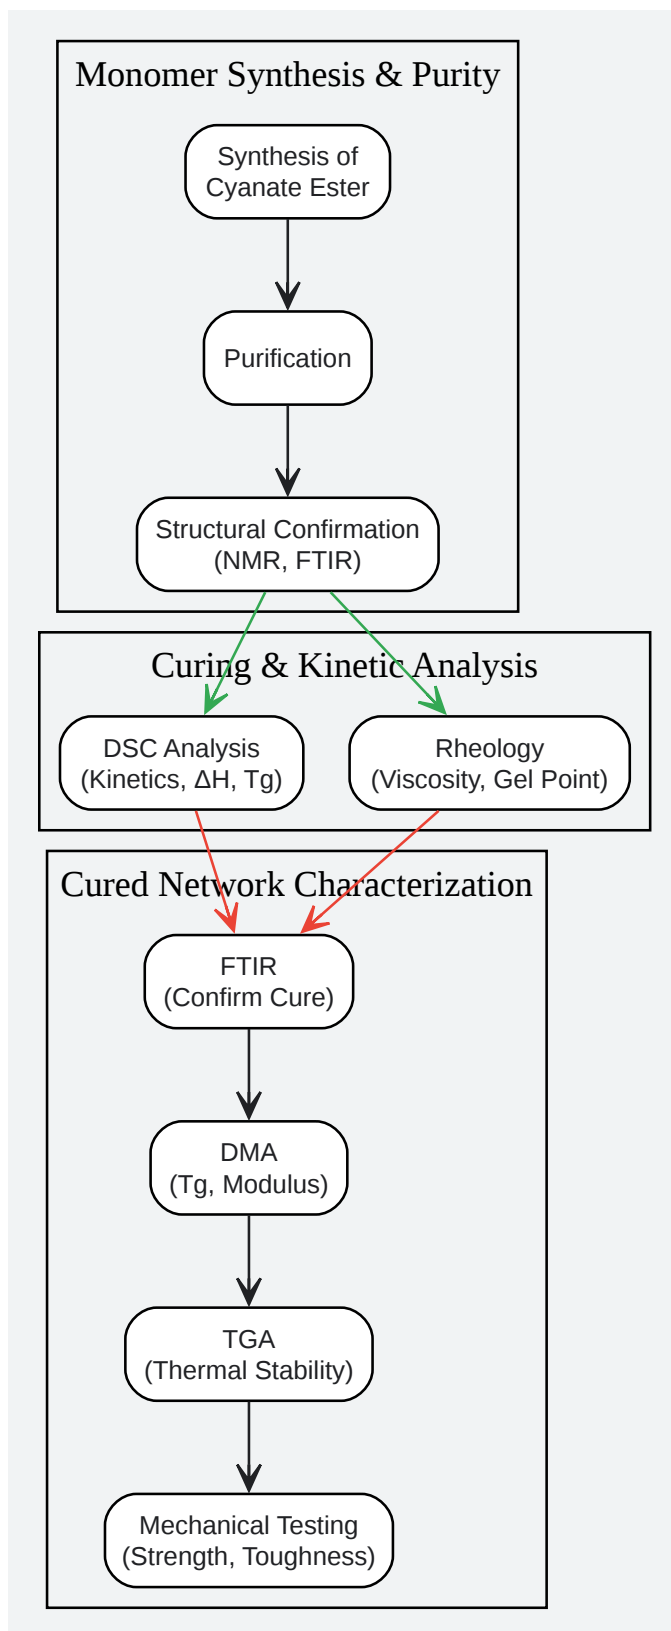 Monomer Synthesis & Purity
Synthesis of
Cyanate Ester
Purification
Structural Confirmation
(NMR, FTIR)
Curing & Kinetic Analysis
DSC Analysis
(Kinetics, ΔH, Tg)
Rheology
(Viscosity, Gel Point)
Cured Network Characterization
FTIR
(Confirm Cure)
DMA
(Tg, Modulus)
TGA
(Thermal Stability)
Mechanical Testing
(Strength, Toughness)